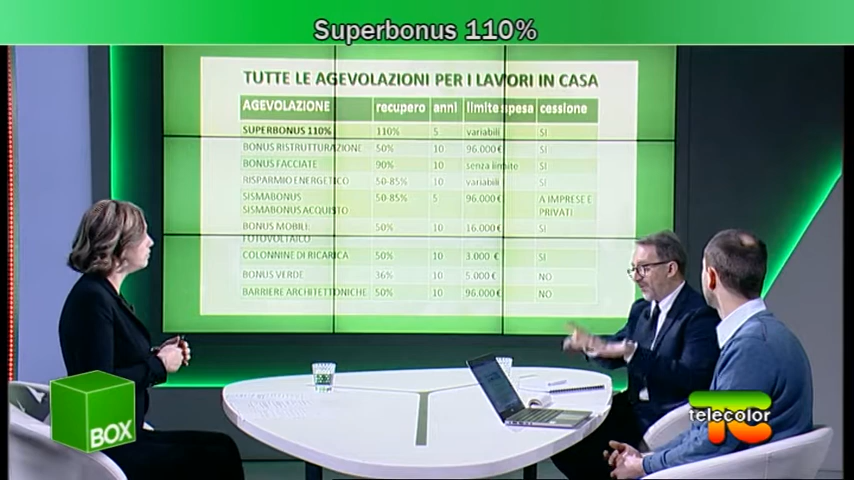 Superbonus 110%
TUTTE LE AGEVOLAZIONI PER I LAVORI IN CASA
AGEVOLAZIONE recupero anni limite spesa cessione
SUPERBONUS 110% 110% 5 variabili SI
BONUS RISTRUTTURAZIONE 50% 10 96.000€ SI
BONUS FACCIATE 90% 10 senza limite SI
RISPARMIO ENERGETICO 50-85% 10 variabili SI
SISMABONUS 50-85% 5 96.000€ A IMPRESE E
SISMABONUS ACQUISTO PRIVATI
BONUS MOBILI 50% 10 16.000€ SI
FOTOVOLTAICO
COLONNINE DI RICARICA 50% 10 3.000 € SI
BONUS VERDE 36% 10 5.000€ NO
BARRIERE ARCHITETTONICHE 50% 10 96.000€ NO
BOX
telecolor